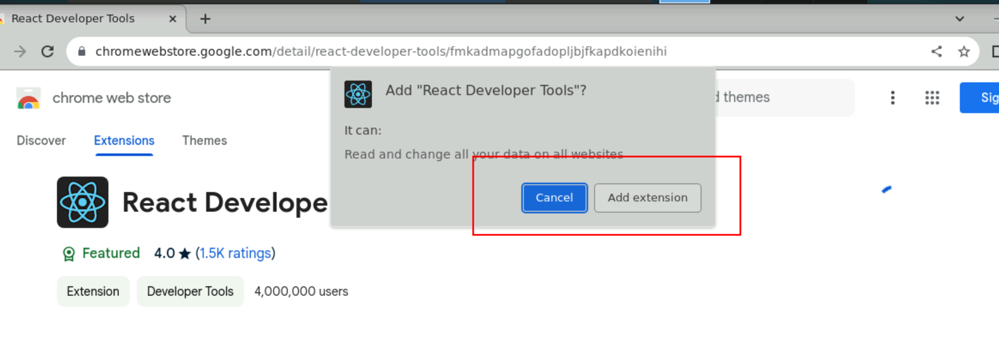 React Developer Tools
chromewebstore.google.com/detail/react-developer-tools/fmkadmapgofadopljbjfkapdkoienihi
chrome web store
Add "React Developer Tools"?
themes
Sig
Discover
Extensions
Themes
It can:
Read and change all your data on all websites
React Develope
Cancel
Add extension
Featured
4.0 ★ (1.5K ratings)
Extension
Developer Tools
4,000,000 users